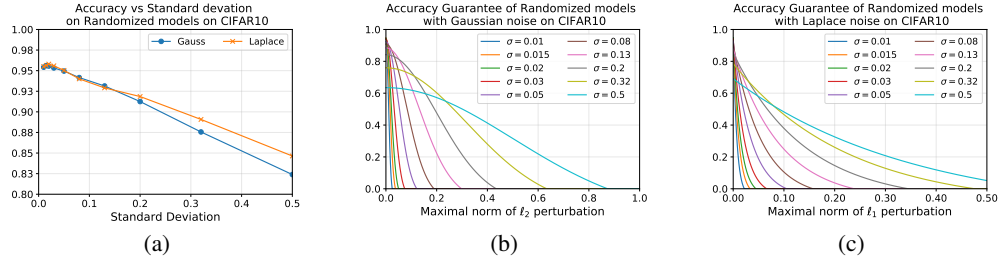 Accuracy vs Standard devation
on Randomized models on CIFAR10
Gauss
Laplace
1.00
0.98
0.95
0.93
0.90
0.88
0.85
0.83
0.80
0.0
0.1
0.2
0.3
0.4
0.5
Standard Deviation
(a)
Accuracy Guarantee of Randomized models
with Gaussian noise on CIFAR10
σ = 0.01
σ = 0.015
σ = 0.02
σ = 0.03
σ = 0.05
σ = 0.08
σ = 0.13
σ = 0.2
σ = 0.32
σ = 0.5
1.0
0.8
0.6
0.4
0.2
0.0
0.0
0.2
0.4
0.6
0.8
1.0
Maximal norm of ℓ₂ perturbation
(b)
Accuracy Guarantee of Randomized models
with Laplace noise on CIFAR10
σ = 0.01
σ = 0.015
σ = 0.02
σ = 0.03
σ = 0.05
σ = 0.08
σ = 0.13
σ = 0.2
σ = 0.32
σ = 0.5
1.0
0.8
0.6
0.4
0.2
0.0
0.00
0.10
0.20
0.30
0.40
0.50
Maximal norm of ℓ₁ perturbation
(c)